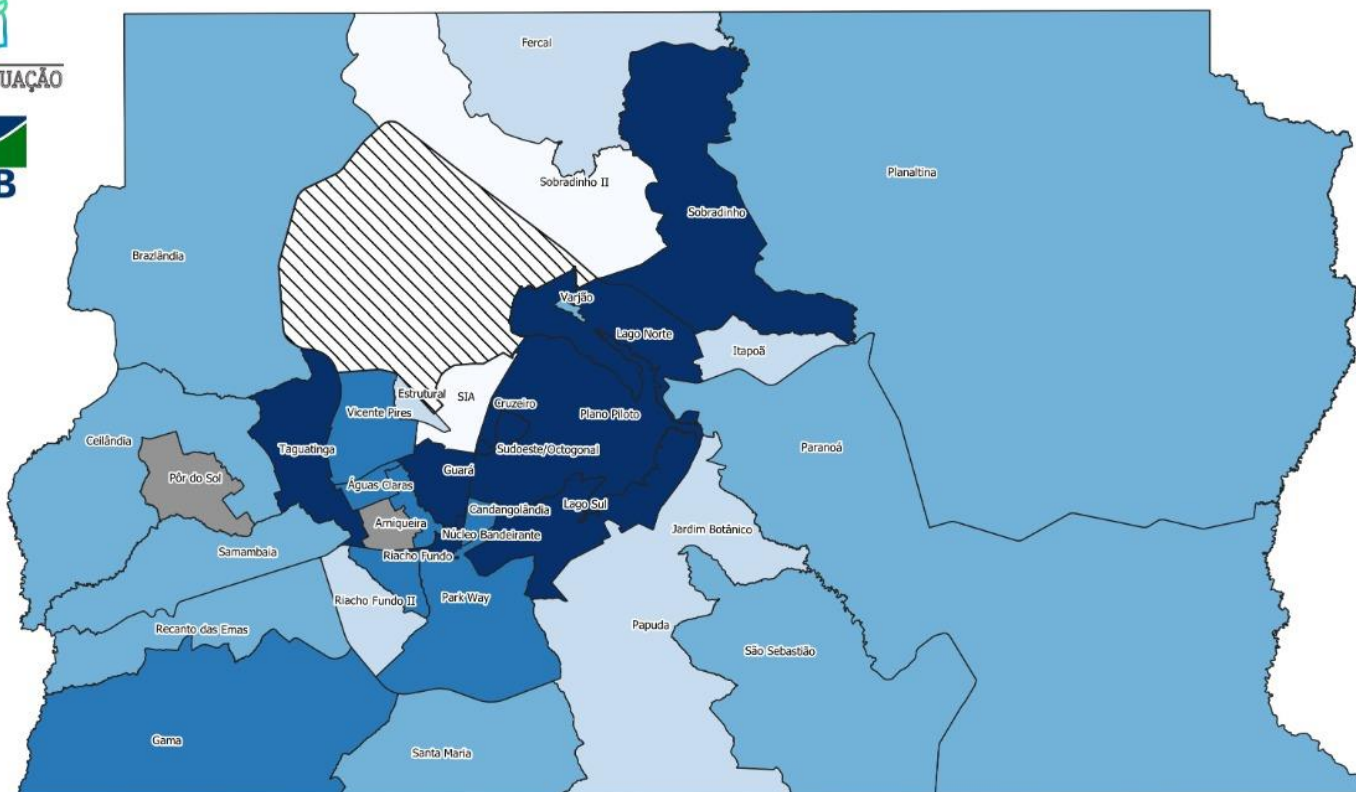 Fercal
UAÇÃO
Planaltina
B
Sobradinho II
Sobradinho
Brazlândia
Varjão
Lago Norte
Itapoã
Estrutural
SIA
Cruzeiro
Vicente Pires
Plano Piloto
Ceilândia
Taguatinga
Sudoeste/Octogonal
Paranoá
Guará
Pôr do Sol
Águas Claras
Lago Sul
Candangolândia
Arniqueira
Jardim Botânico
Núcleo Bandeirante
Samambaia
Riacho Fundo
Riacho Fundo II
Park Way
Papuda
Recanto das Emas
São Sebastião
Gama
Santa Maria